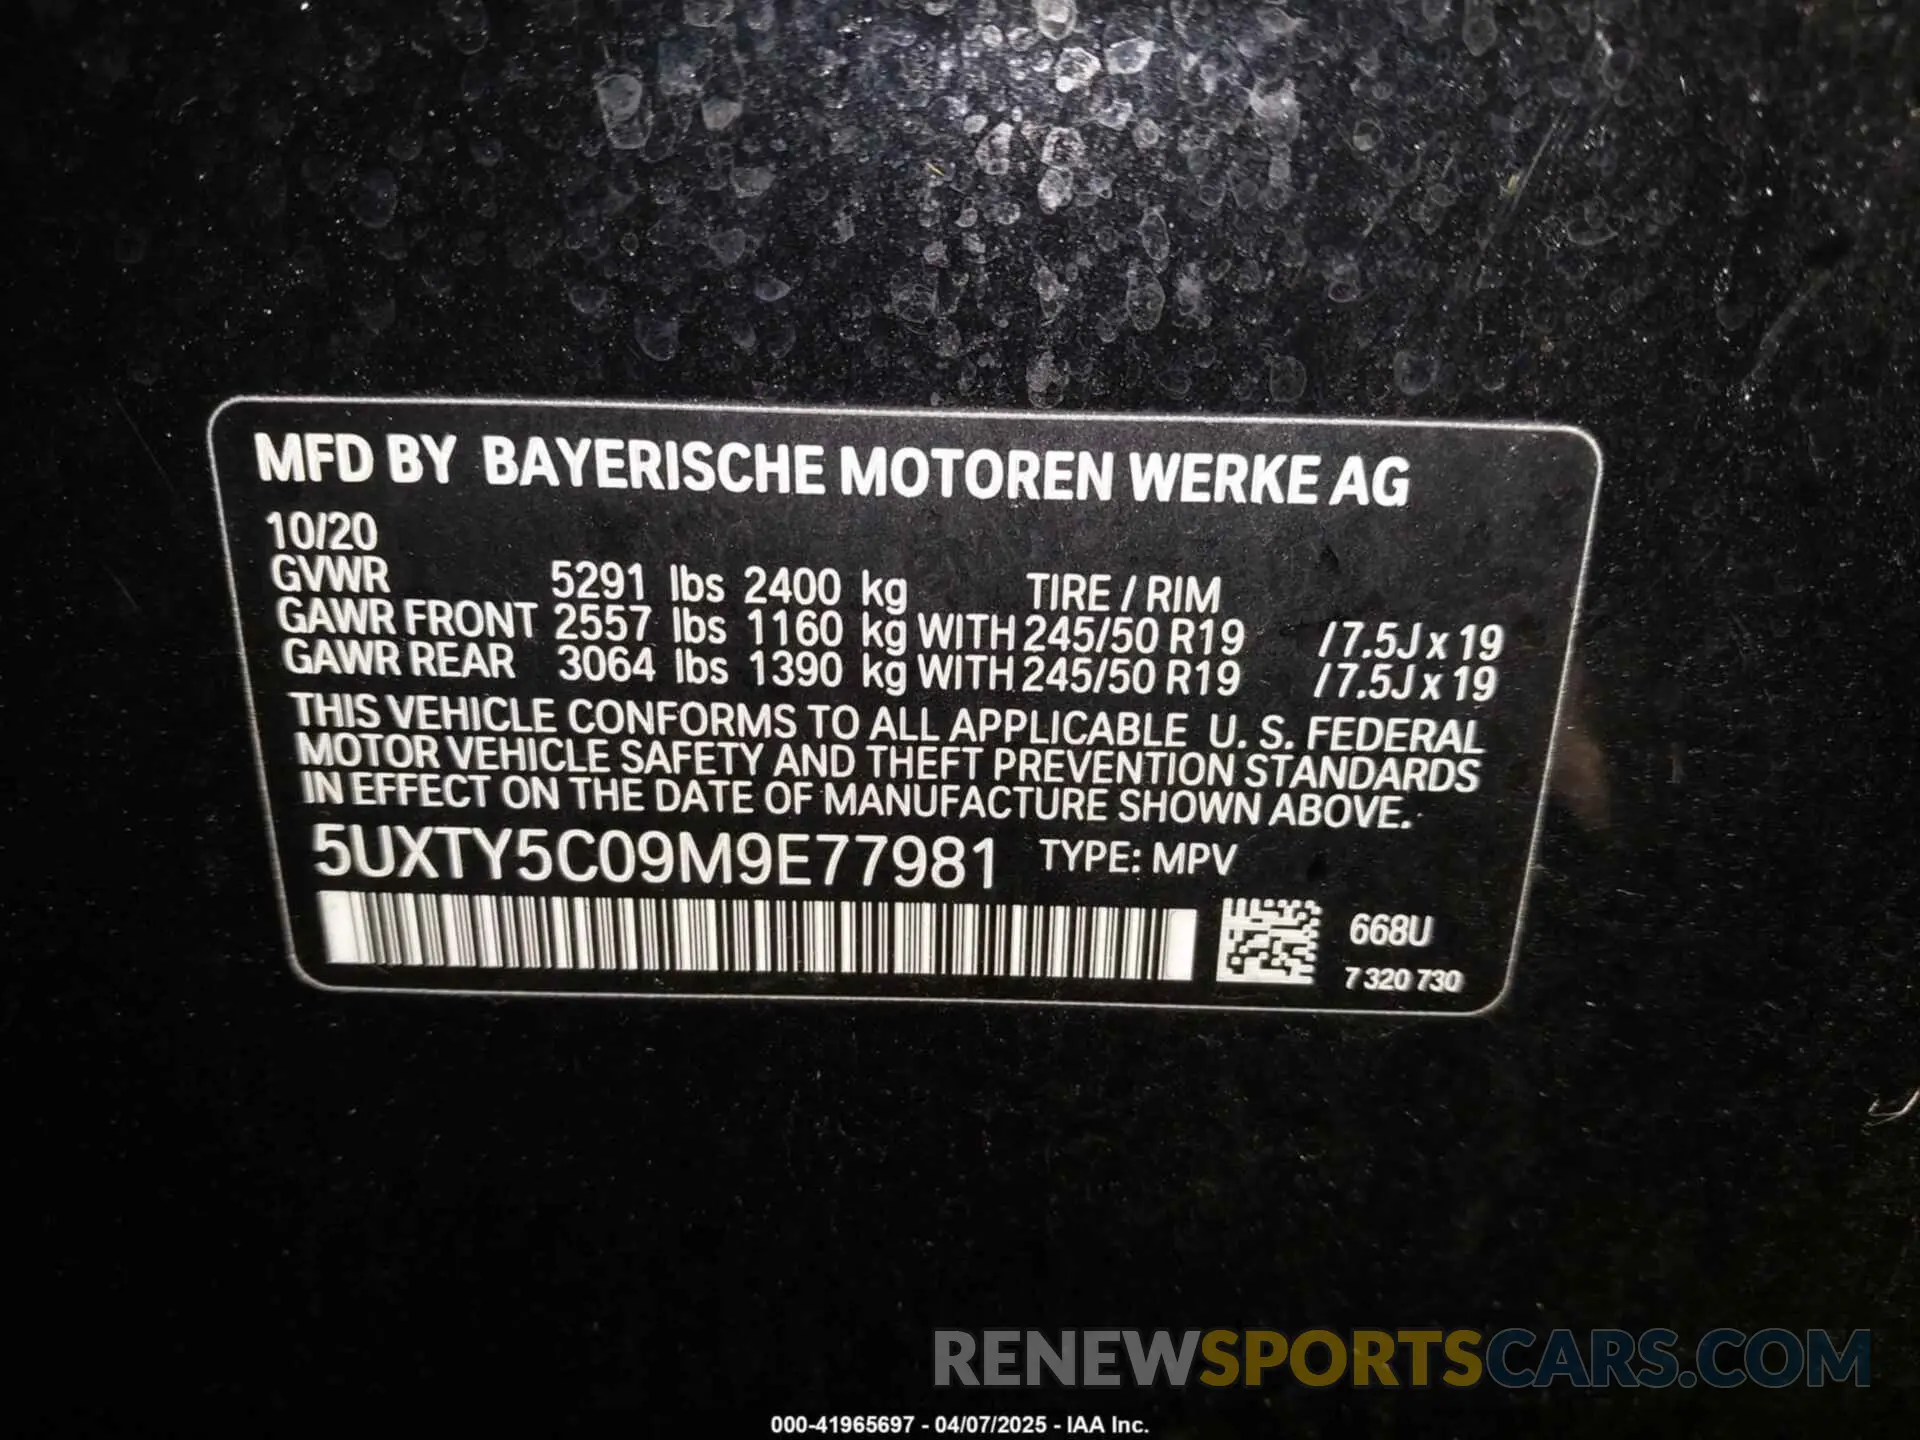 MFD BY BAYERISCHE MOTOREN WERKE AG
10/20
GVWR 5291 lbs 2400 kg TIRE / RIM
GAWR FRONT 2557 lbs 1160 kg WITH 245/50 R19 / 7.5J x 19
GAWR REAR 3064 lbs 1390 kg WITH 245/50 R19 / 7.5J x 19
THIS VEHICLE CONFORMS TO ALL APPLICABLE U. S. FEDERAL
MOTOR VEHICLE SAFETY AND THEFT PREVENTION STANDARDS
IN EFFECT ON THE DATE OF MANUFACTURE SHOWN ABOVE.
5UXTY5C09M9E77981 TYPE: MPV
668U
7 320 730
RENEWSPORTSCARS.COM
000-41965697 - 04/07/2025 - IAA Inc.